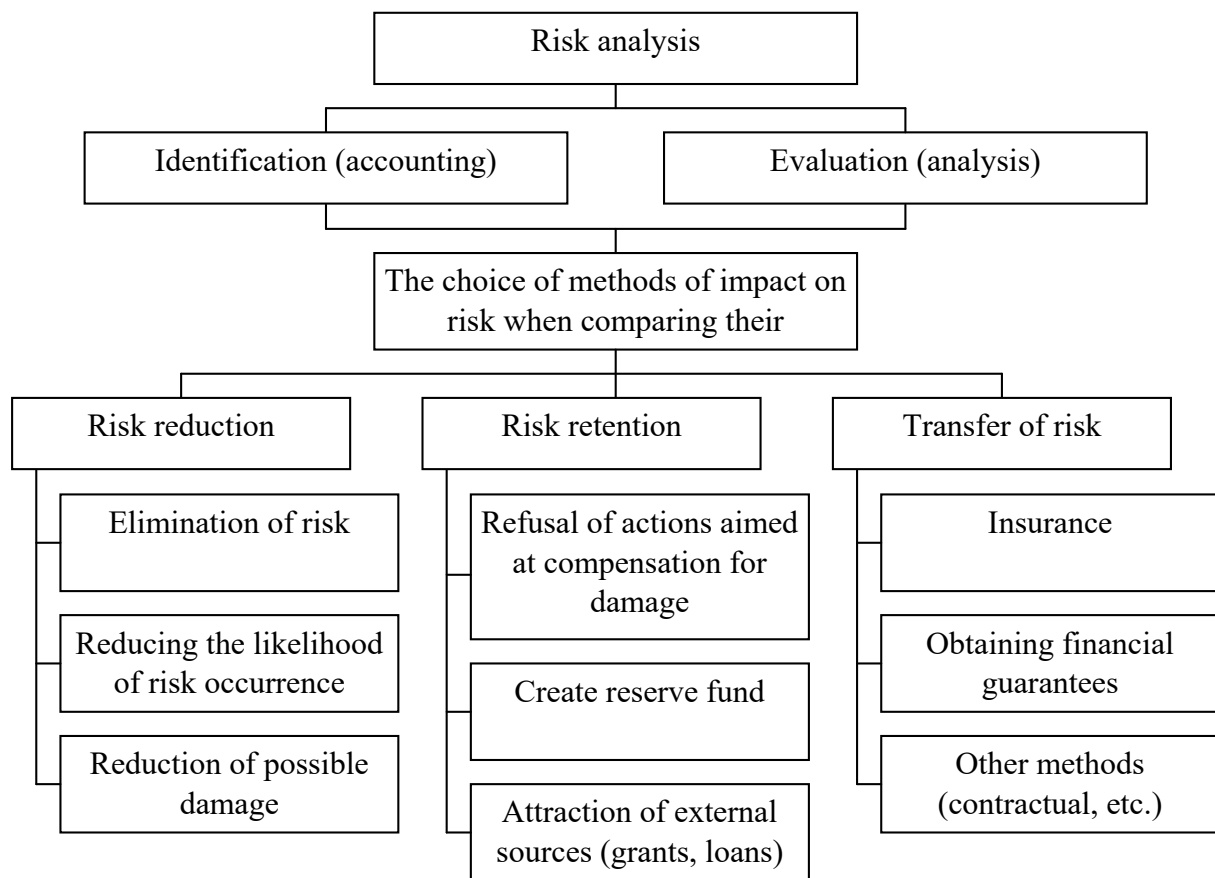 Risk analysis
Identification (accounting)
Evaluation (analysis)
The choice of methods of impact on
risk when comparing their
Risk reduction
Risk retention
Transfer of risk
Elimination of risk
Reducing the likelihood
of risk occurrence
Reduction of possible
damage
Refusal of actions aimed
at compensation for
damage
Create reserve fund
Attraction of external
sources (grants, loans)
Insurance
Obtaining financial
guarantees
Other methods
(contractual, etc.)